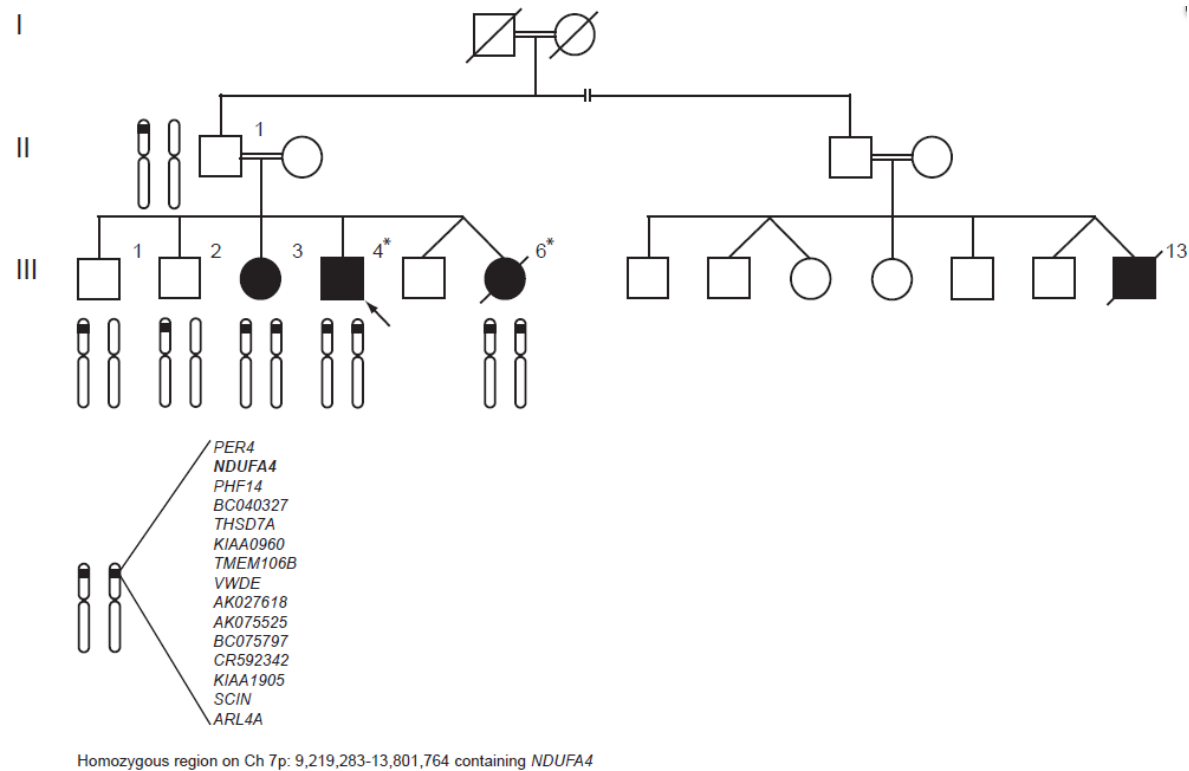 I
II
1
III
1
2
3
4*
6*
13
PER4
NDUFA4
PHF14
BC040327
THSD7A
KIAA0960
TMEM106B
VWDE
AK027618
AK075525
BC075797
CR592342
KIAA1905
SCIN
ARL4A
Homozygous region on Ch 7p: 9,219,283-13,801,764 containing NDUFA4